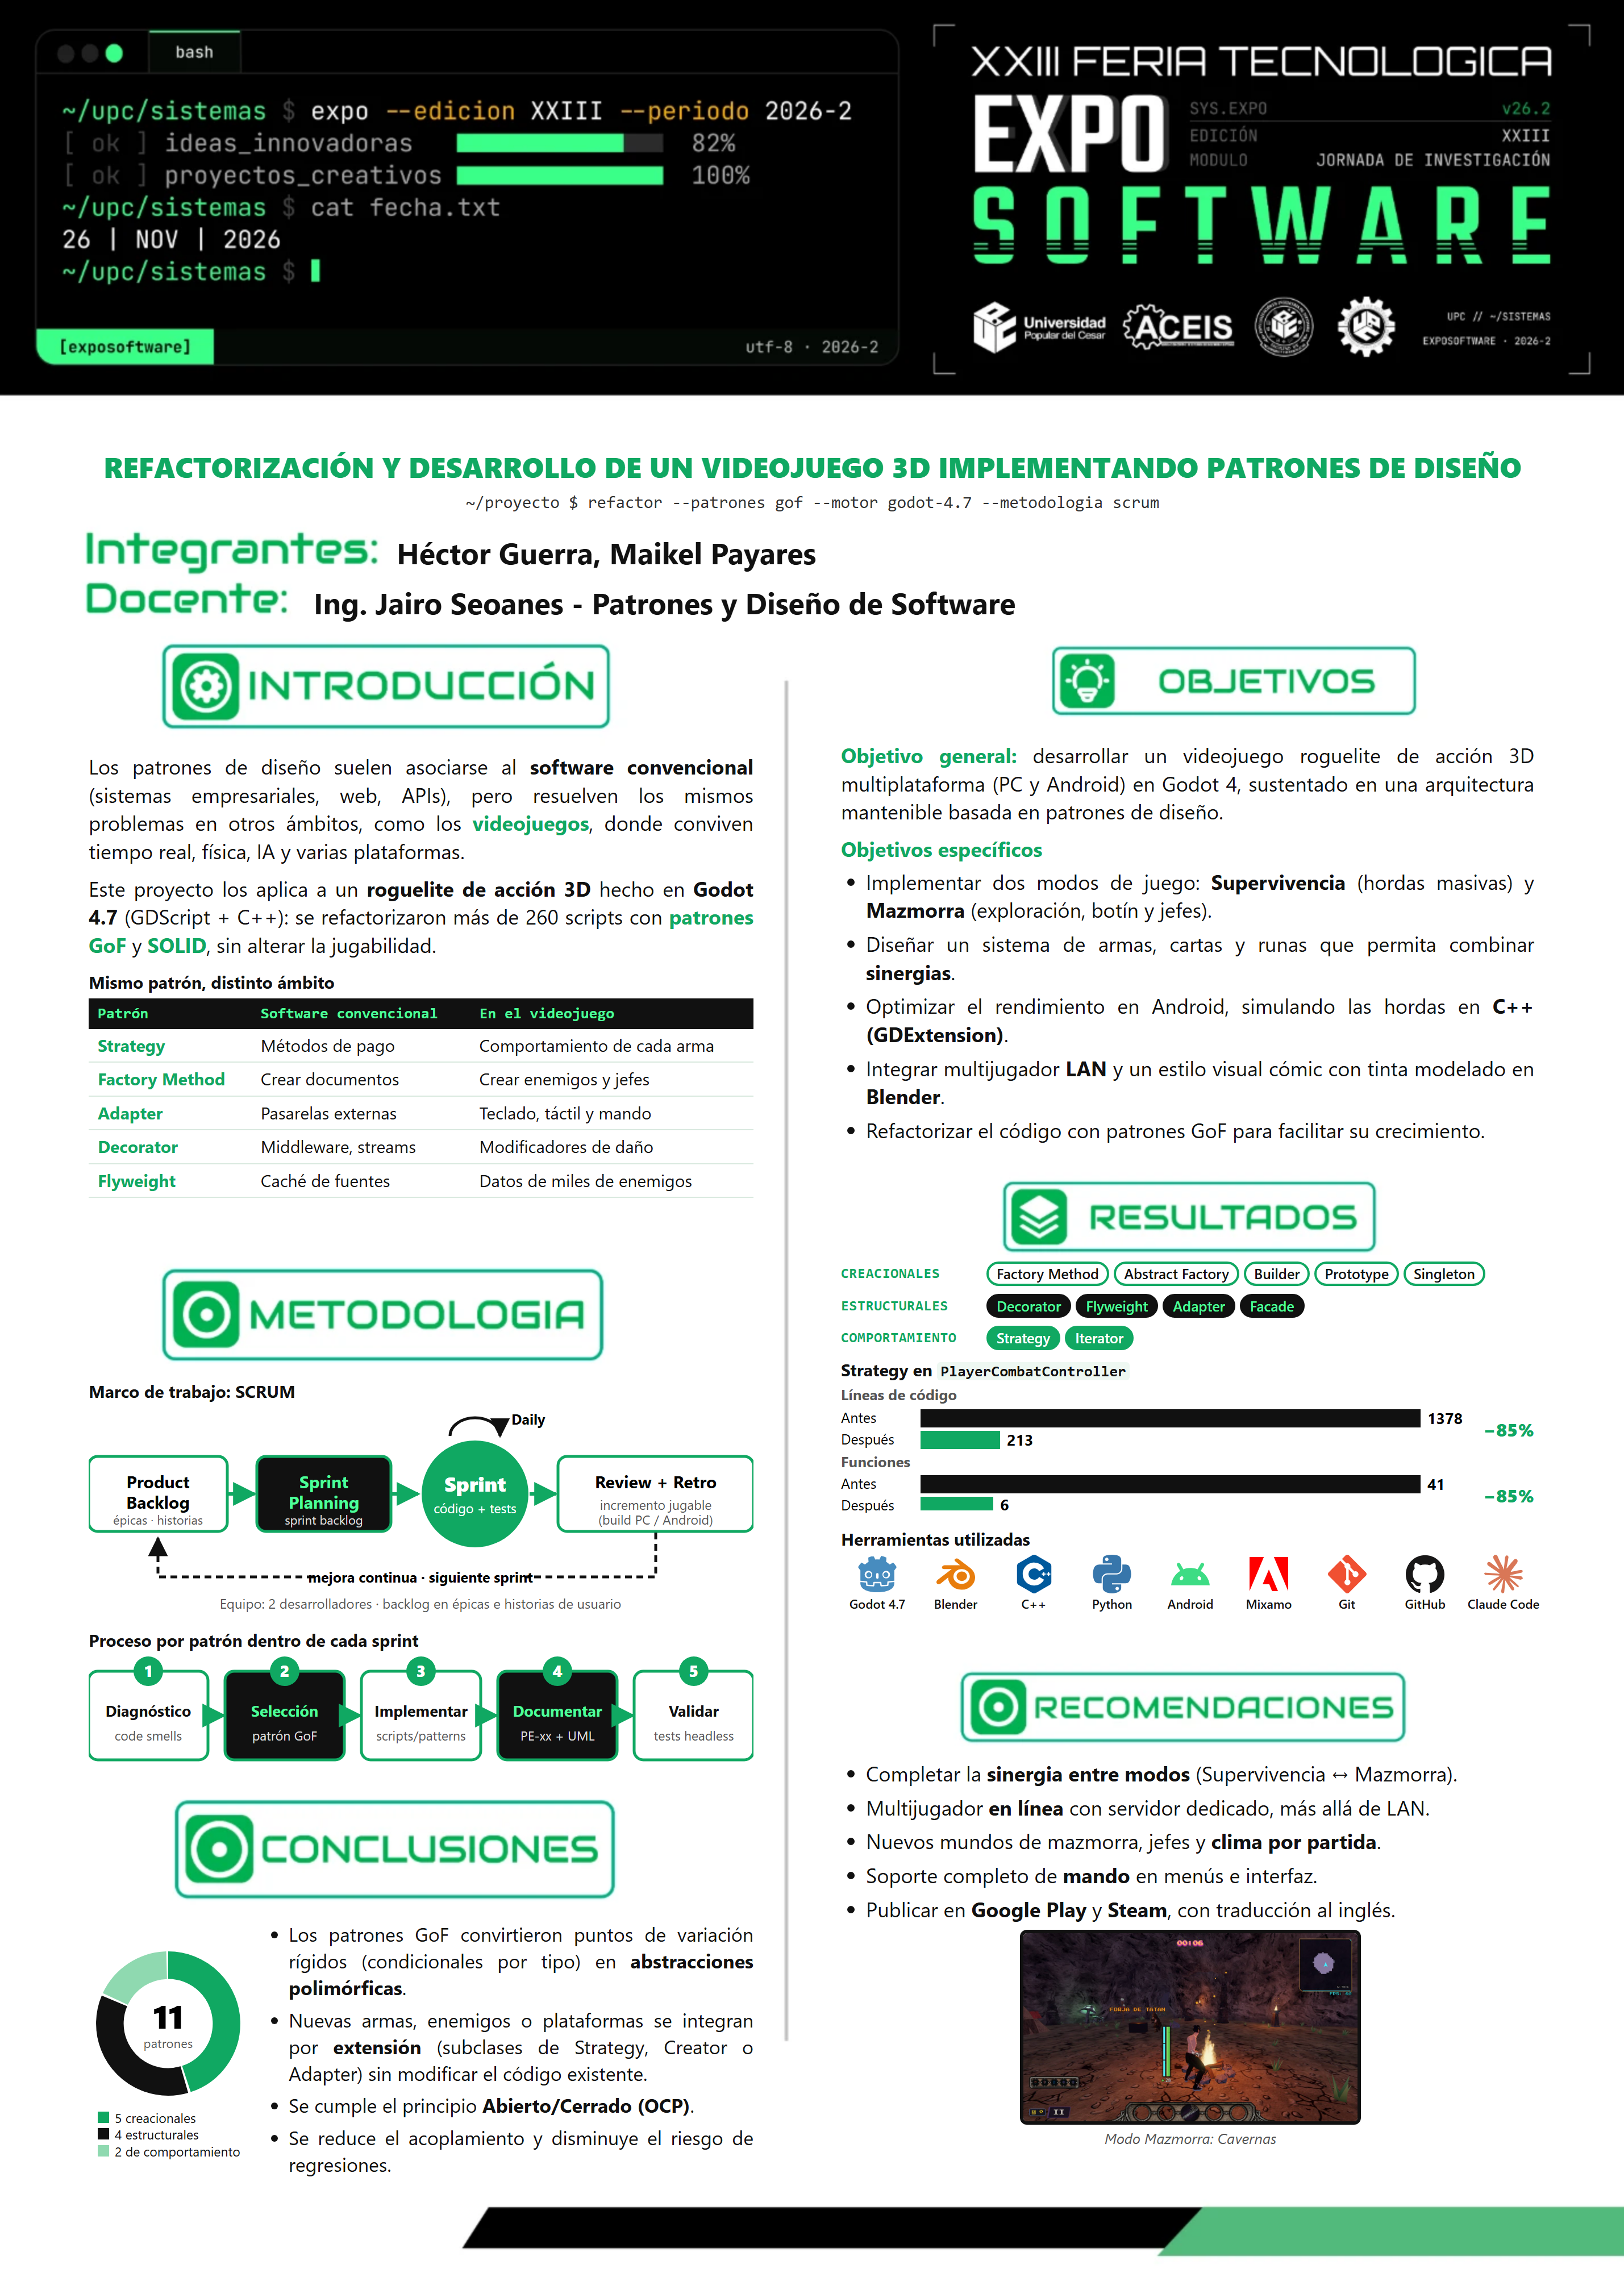 bash
~/upc/sistemas $ expo --edicion XXIII --periodo 2026-2
[ ok ] ideas_innovadoras 82%
[ ok ] proyectos_creativos 100%
~/upc/sistemas $ cat fecha.txt
26 | NOV | 2026
~/upc/sistemas $
[exposoftware]
utf-8 · 2026-2
XXIII FERIA TECNOLOGICA
EXPO
SYS.EXPO v26.2
EDICIÓN XXIII
MODULO JORNADA DE INVESTIGACIÓN
SOFTWARE
Universidad
Popular del Cesar
ACEIS
UPC // ~/SISTEMAS
EXPOSOFTWARE · 2026-2
REFACTORIZACIÓN Y DESARROLLO DE UN VIDEOJUEGO 3D IMPLEMENTANDO PATRONES DE DISEÑO
~/proyecto $ refactor --patrones gof --motor godot-4.7 --metodologia scrum
Integrantes: Héctor Guerra, Maikel Payares
Docente: Ing. Jairo Seoanes - Patrones y Diseño de Software
INTRODUCCIÓN
Los patrones de diseño suelen asociarse al software convencional
(sistemas empresariales, web, APIs), pero resuelven los mismos
problemas en otros ámbitos, como los videojuegos, donde conviven
tiempo real, física, IA y varias plataformas.
Este proyecto los aplica a un roguelite de acción 3D hecho en Godot
4.7 (GDScript + C++): se refactorizaron más de 260 scripts con patrones
GoF y SOLID, sin alterar la jugabilidad.
Mismo patrón, distinto ámbito
Patrón Software convencional En el videojuego
Strategy Métodos de pago Comportamiento de cada arma
Factory Method Crear documentos Crear enemigos y jefes
Adapter Pasarelas externas Teclado, táctil y mando
Decorator Middleware, streams Modificadores de daño
Flyweight Caché de fuentes Datos de miles de enemigos
METODOLOGIA
Marco de trabajo: SCRUM
Daily
Product
Backlog
épicas · historias
Sprint
Planning
sprint backlog
Sprint
código + tests
Review + Retro
incremento jugable
(build PC / Android)
mejora continua · siguiente sprint
Equipo: 2 desarrolladores · backlog en épicas e historias de usuario
Proceso por patrón dentro de cada sprint
1
Diagnóstico
code smells
2
Selección
patrón GoF
3
Implementar
scripts/patterns
4
Documentar
PE-xx + UML
5
Validar
tests headless
CONCLUSIONES
11
patrones
5 creacionales
4 estructurales
2 de comportamiento
• Los patrones GoF convirtieron puntos de variación
rígidos (condicionales por tipo) en abstracciones
polimórficas.
• Nuevas armas, enemigos o plataformas se integran
por extensión (subclases de Strategy, Creator o
Adapter) sin modificar el código existente.
• Se cumple el principio Abierto/Cerrado (OCP).
• Se reduce el acoplamiento y disminuye el riesgo de
regresiones.
OBJETIVOS
Objetivo general: desarrollar un videojuego roguelite de acción 3D
multiplataforma (PC y Android) en Godot 4, sustentado en una arquitectura
mantenible basada en patrones de diseño.
Objetivos específicos
• Implementar dos modos de juego: Supervivencia (hordas masivas) y
Mazmorra (exploración, botín y jefes).
• Diseñar un sistema de armas, cartas y runas que permita combinar
sinergias.
• Optimizar el rendimiento en Android, simulando las hordas en C++
(GDExtension).
• Integrar multijugador LAN y un estilo visual cómic con tinta modelado en
Blender.
• Refactorizar el código con patrones GoF para facilitar su crecimiento.
RESULTADOS
CREACIONALES Factory Method Abstract Factory Builder Prototype Singleton
ESTRUCTURALES Decorator Flyweight Adapter Facade
COMPORTAMIENTO Strategy Iterator
Strategy en PlayerCombatController
Líneas de código
Antes 1378
Después 213
−85%
Funciones
Antes 41
Después 6
−85%
Herramientas utilizadas
Godot 4.7 Blender C++ Python Android Mixamo Git GitHub Claude Code
RECOMENDACIONES
• Completar la sinergia entre modos (Supervivencia ↔ Mazmorra).
• Multijugador en línea con servidor dedicado, más allá de LAN.
• Nuevos mundos de mazmorra, jefes y clima por partida.
• Soporte completo de mando en menús e interfaz.
• Publicar en Google Play y Steam, con traducción al inglés.
00:06
FORJA DE TATAN
II
Modo Mazmorra: Cavernas